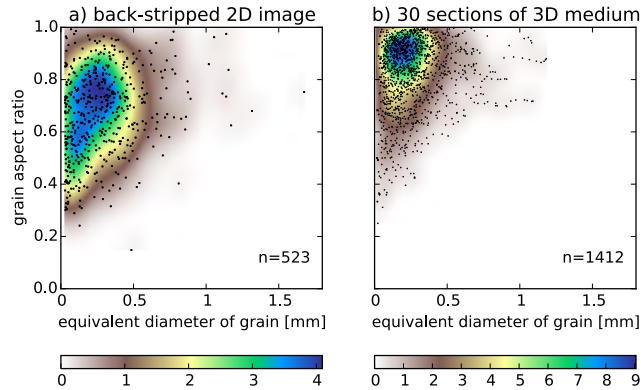 a) back-stripped 2D image
b) 30 sections of 3D medium
grain aspect ratio
1.0
0.8
0.6
0.4
0.2
0.0
n=523
n=1412
0 0.5 1 1.5
0 0.5 1 1.5
equivalent diameter of grain [mm]
equivalent diameter of grain [mm]
0 1 2 3 4
0 1 2 3 4 5 6 7 8 9